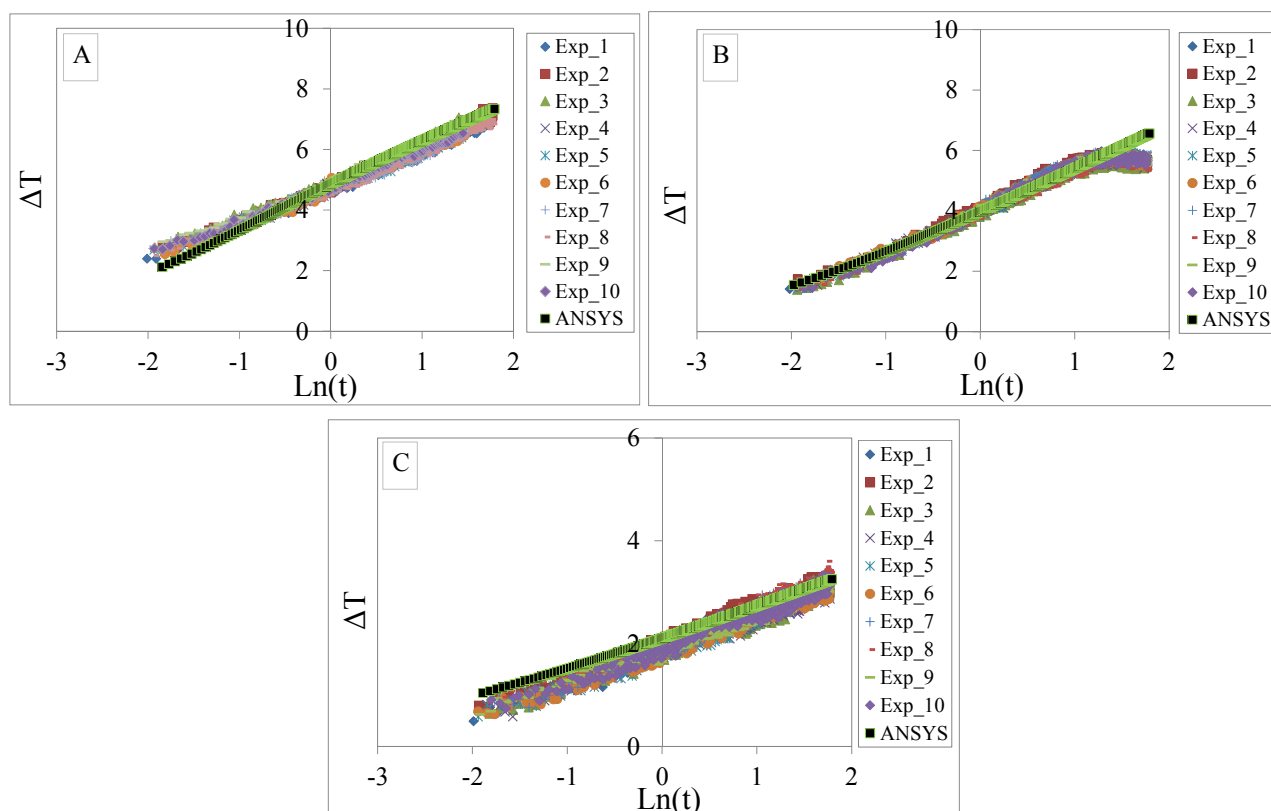 A
ΔT
10
8
6
4
2
0
-3 -2 -1 0 1 2
Ln(t)
Exp_1
Exp_2
Exp_3
Exp_4
Exp_5
Exp_6
Exp_7
Exp_8
Exp_9
Exp_10
ANSYS
B
ΔT
10
8
6
4
2
0
-3 -2 -1 0 1 2
Ln(t)
Exp_1
Exp_2
Exp_3
Exp_4
Exp_5
Exp_6
Exp_7
Exp_8
Exp_9
Exp_10
ANSYS
C
ΔT
6
4
2
0
-3 -2 -1 0 1 2
Ln(t)
Exp_1
Exp_2
Exp_3
Exp_4
Exp_5
Exp_6
Exp_7
Exp_8
Exp_9
Exp_10
ANSYS